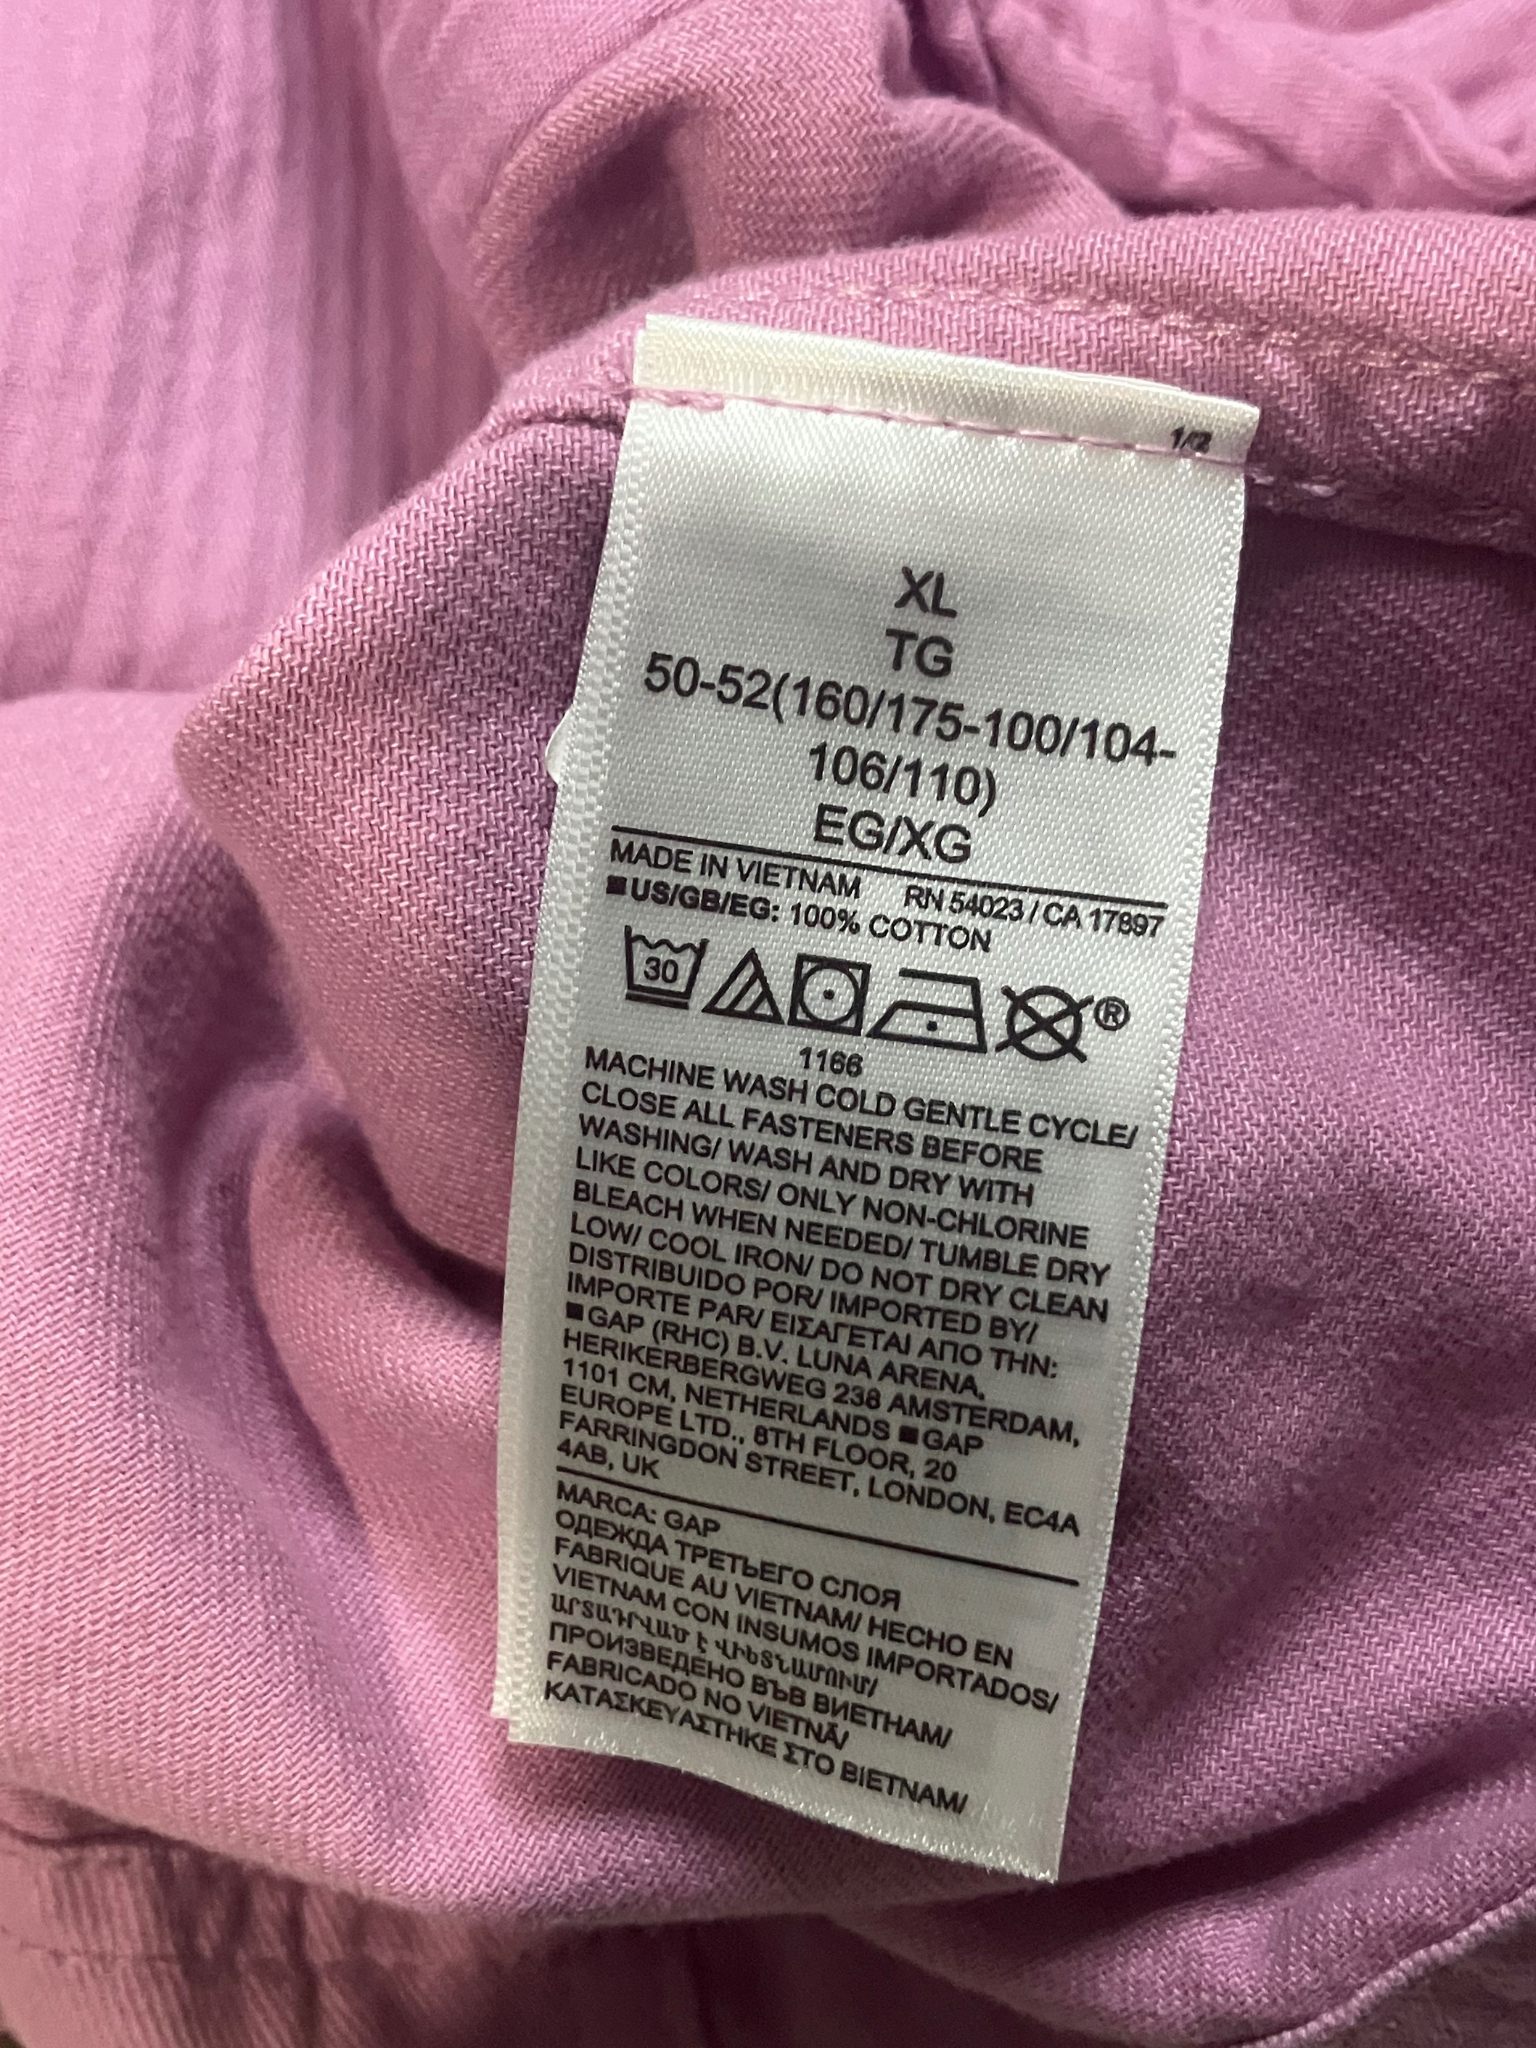 1/2
XL
TG
50-52(160/175-100/104-
106/110)
EG/XG
MADE IN VIETNAM RN 54023 / CA 17897
■US/GB/EG: 100% COTTON
30 ®
1166
MACHINE WASH COLD GENTLE CYCLE/
CLOSE ALL FASTENERS BEFORE
WASHING/ WASH AND DRY WITH
LIKE COLORS/ ONLY NON-CHLORINE
BLEACH WHEN NEEDED/ TUMBLE DRY
LOW/ COOL IRON/ DO NOT DRY CLEAN
DISTRIBUIDO POR/ IMPORTED BY/
IMPORTE PAR/ ΕΙΣΑΓΕΤΑΙ ΑΠΟ ΤΗΝ:
■GAP (RHC) B.V. LUNA ARENA,
HERIKERBERGWEG 238 AMSTERDAM,
1101 CM, NETHERLANDS ■GAP
EUROPE LTD., 8TH FLOOR, 20
FARRINGDON STREET, LONDON, EC4A
4AB, UK
MARCA: GAP
ОДЕЖДА ТРЕТЬЕГО СЛОЯ
FABRIQUE AU VIETNAM/ HECHO EN
VIETNAM CON INSUMOS IMPORTADOS/
ԱՐՏԱԴՐՎԱԾ Է ՎԻԵՏՆԱՄՈՒՄ/
ПРОИЗВЕДЕНО ВЪВ ВИЕТНАМ/
FABRICADO NO VIETNÃ/
ΚΑΤΑΣΚΕΥΑΣΤΗΚΕ ΣΤΟ ΒΙΕΤΝΑΜ/